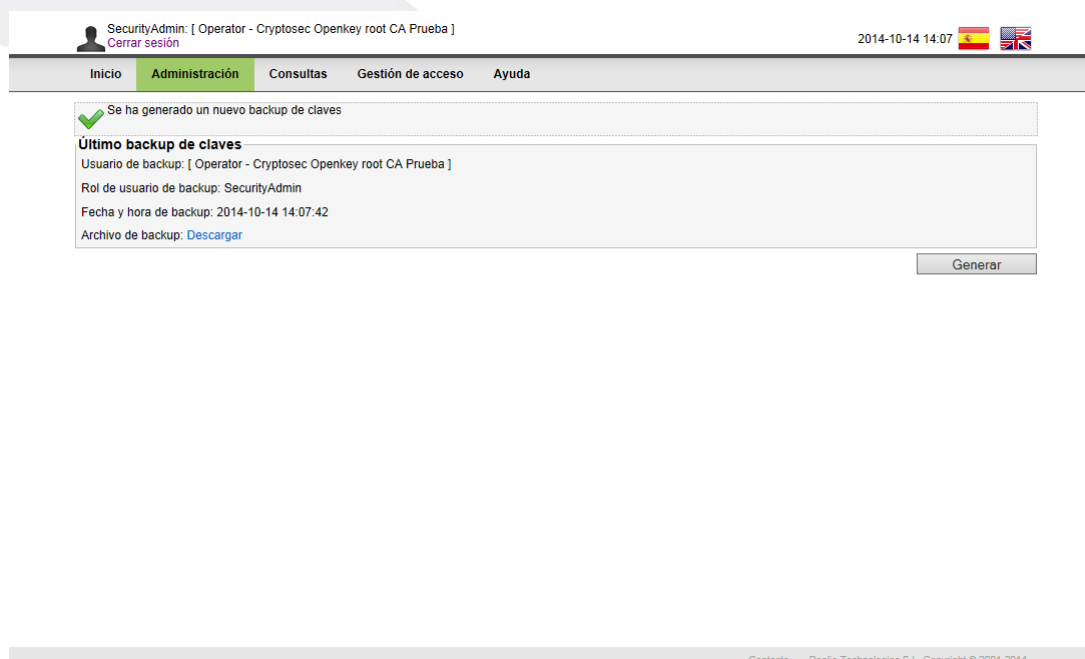 SecurityAdmin: [ Operator - Cryptosec Openkey root CA Prueba ]
Cerrar sesión
2014-10-14 14:07
Inicio Administración Consultas Gestión de acceso Ayuda
Se ha generado un nuevo backup de claves
Último backup de claves
Usuario de backup: [ Operator - Cryptosec Openkey root CA Prueba ]
Rol de usuario de backup: SecurityAdmin
Fecha y hora de backup: 2014-10-14 14:07:42
Archivo de backup: Descargar
Generar